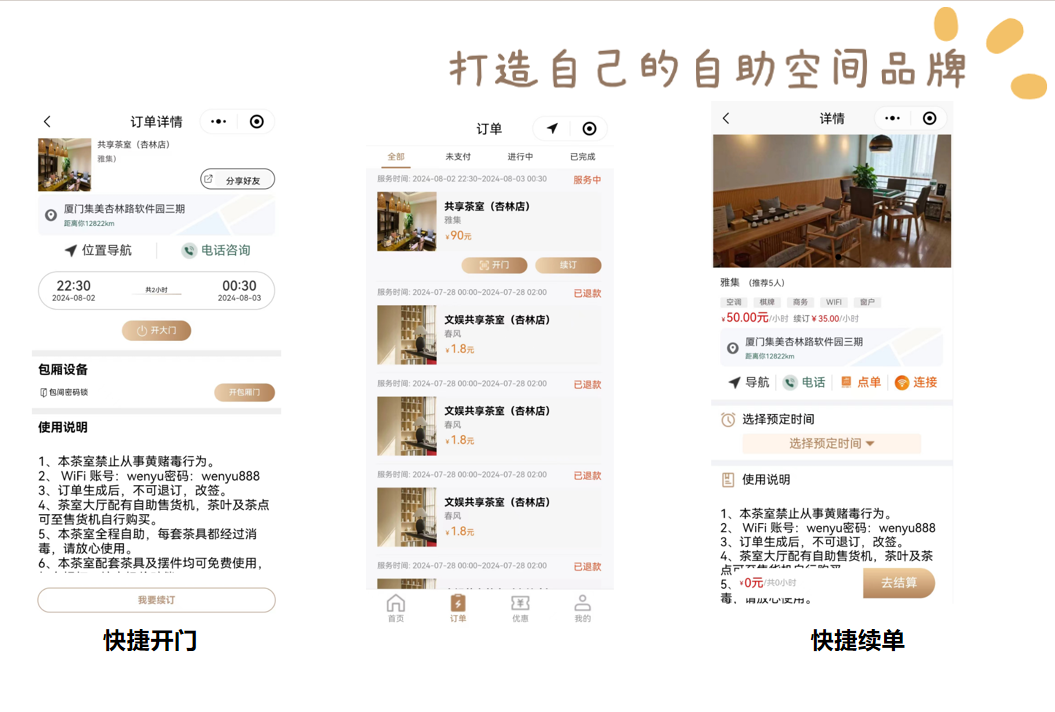 打造自己的自助空间品牌
订单详情
共享茶室（杏林店）
雅集）
分享好友
厦门集美杏林路软件园三期
距离你12822km
位置导航
电话咨询
22:30
共2小时
00:30
2024-08-02
2024-08-03
开大门
包厢设备
包间密码锁
开包厢门
使用说明
1、本茶室禁止从事黄赌毒行为。
2、 WiFi 账号：wenyu密码：wenyu888
3、订单生成后，不可退订，改签。
4、茶室大厅配有自助售货机，茶叶及茶点
可至售货机自行购买。
5、本茶室全程自助，每套茶具都经过消
毒，请放心使用。
6、本茶室配套茶具及摆件均可免费使用，
我要续订
快捷开门
订单
全部
未支付
进行中
已完成
服务时间: 2024-08-02 22:30~2024-08-03 00:30
服务中
共享茶室（杏林店）
雅集
¥90元
开门
续订
服务时间: 2024-07-28 00:00~2024-07-28 02:00
已退款
文娱共享茶室（杏林店）
春风
¥1.8元
服务时间: 2024-07-28 00:00~2024-07-28 02:00
已退款
文娱共享茶室（杏林店）
春风
¥1.8元
服务时间: 2024-07-28 00:00~2024-07-28 02:00
已退款
文娱共享茶室（杏林店）
春风
¥1.8元
服务时间: 2024-07-28 00:00~2024-07-28 02:00
已退款
首页
订单
优惠
我的
详情
雅集 （推荐5人）
空调
棋牌
商务
WIFI
窗户
¥50.00元/小时 续订¥35.00/小时
厦门集美杏林路软件园三期
距离你12822km
导航
电话
点单
连接
选择预定时间
选择预定时间
使用说明
1、本茶室禁止从事黄赌毒行为。
2、 WiFi 账号：wenyu密码：wenyu888
3、订单生成后，不可退订，改签。
4、茶室大厅配有自助售货机，茶叶及茶
点可至售货机自行购买
5、
¥0元/共0小时
去结算
毒，请放心使用。
快捷续单